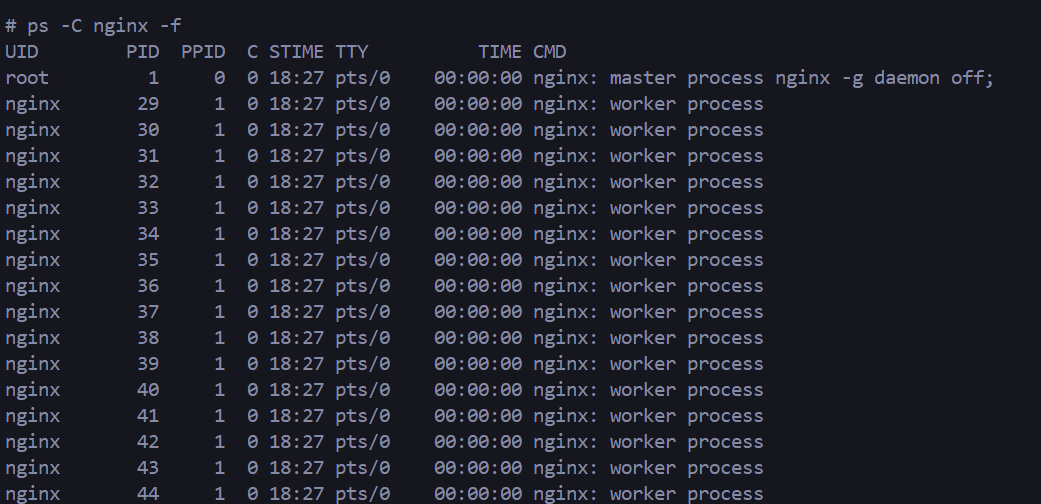 # ps -C nginx -f
UID        PID  PPID  C STIME TTY          TIME CMD
root         1     0  0 18:27 pts/0    00:00:00 nginx: master process nginx -g daemon off;
nginx       29     1  0 18:27 pts/0    00:00:00 nginx: worker process
nginx       30     1  0 18:27 pts/0    00:00:00 nginx: worker process
nginx       31     1  0 18:27 pts/0    00:00:00 nginx: worker process
nginx       32     1  0 18:27 pts/0    00:00:00 nginx: worker process
nginx       33     1  0 18:27 pts/0    00:00:00 nginx: worker process
nginx       34     1  0 18:27 pts/0    00:00:00 nginx: worker process
nginx       35     1  0 18:27 pts/0    00:00:00 nginx: worker process
nginx       36     1  0 18:27 pts/0    00:00:00 nginx: worker process
nginx       37     1  0 18:27 pts/0    00:00:00 nginx: worker process
nginx       38     1  0 18:27 pts/0    00:00:00 nginx: worker process
nginx       39     1  0 18:27 pts/0    00:00:00 nginx: worker process
nginx       40     1  0 18:27 pts/0    00:00:00 nginx: worker process
nginx       41     1  0 18:27 pts/0    00:00:00 nginx: worker process
nginx       42     1  0 18:27 pts/0    00:00:00 nginx: worker process
nginx       43     1  0 18:27 pts/0    00:00:00 nginx: worker process
nginx       44     1  0 18:27 pts/0    00:00:00 nginx: worker process